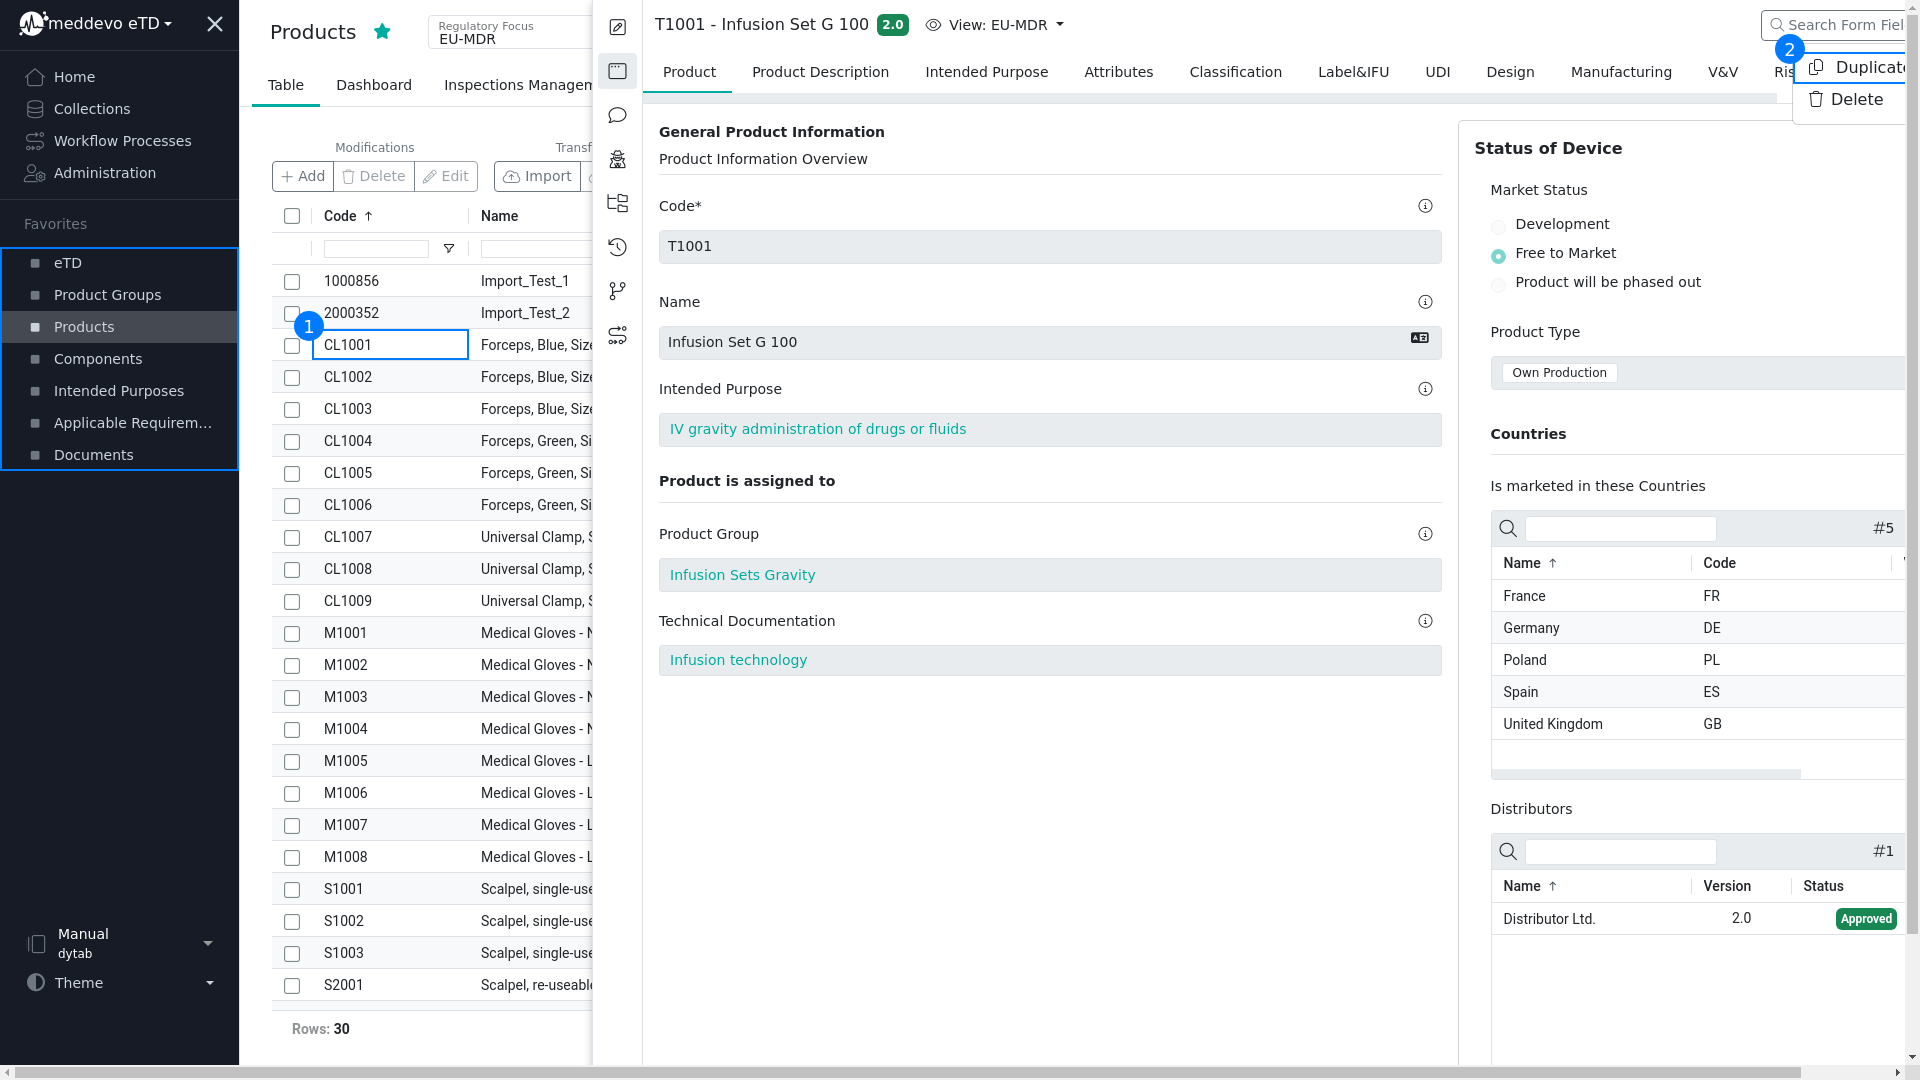 meddevo eTD
Home
Collections
Workflow Processes
Administration
Favorites
eTD
Product Groups
Products
Components
Intended Purposes
Applicable Requirem...
Documents
Manual
dytab
Theme
Products
Regulatory Focus
EU-MDR
Table Dashboard Inspections Managem
Modifications
+ Add Delete Edit Import
Code ↑ Name
1000856 Import_Test_1
2000352 Import_Test_2
1
CL1001 Forceps, Blue, Size
CL1002 Forceps, Blue, Size
CL1003 Forceps, Blue, Size
CL1004 Forceps, Green, Si
CL1005 Forceps, Green, Si
CL1006 Forceps, Green, Si
CL1007 Universal Clamp, S
CL1008 Universal Clamp, S
CL1009 Universal Clamp, S
M1001 Medical Gloves - N
M1002 Medical Gloves - N
M1003 Medical Gloves - N
M1004 Medical Gloves - N
M1005 Medical Gloves - L
M1006 Medical Gloves - L
M1007 Medical Gloves - L
M1008 Medical Gloves - L
S1001 Scalpel, single-use
S1002 Scalpel, single-use
S1003 Scalpel, single-use
S2001 Scalpel, re-useabl
Rows: 30
T1001 - Infusion Set G 100 2.0 View: EU-MDR
Search Form Fiel
2
Duplicate
Delete
Product Product Description Intended Purpose Attributes Classification Label&IFU UDI Design Manufacturing V&V Ris
General Product Information
Product Information Overview
Code*
T1001
Name
Infusion Set G 100
Intended Purpose
IV gravity administration of drugs or fluids
Product is assigned to
Product Group
Infusion Sets Gravity
Technical Documentation
Infusion technology
Status of Device
Market Status
Development
Free to Market
Product will be phased out
Product Type
Own Production
Countries
Is marketed in these Countries
#5
Name ↑ Code
France FR
Germany DE
Poland PL
Spain ES
United Kingdom GB
Distributors
#1
Name ↑ Version Status
Distributor Ltd. 2.0 Approved